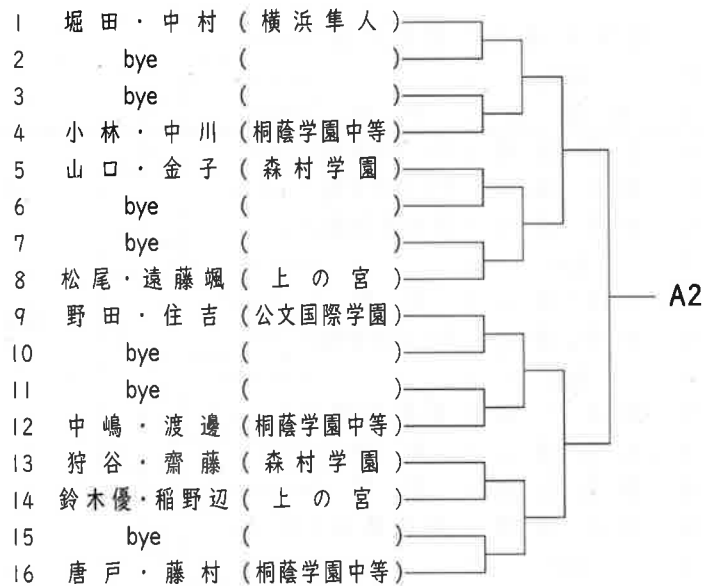 1 堀田・中村 (横浜隼人)
2 bye ( )
3 bye ( )
4 小林・中川 (桐蔭学園中等)
5 山口・金子 (森村学園)
6 bye ( )
7 bye ( )
8 松尾・遠藤颯 (上の宮)
9 野田・住吉 (公文国際学園)
10 bye ( )
11 bye ( )
12 中嶋・渡邉 (桐蔭学園中等)
13 狩谷・齋藤 (森村学園)
14 鈴木優・稲野辺 (上の宮)
15 bye ( )
16 唐戸・藤村 (桐蔭学園中等)
A2